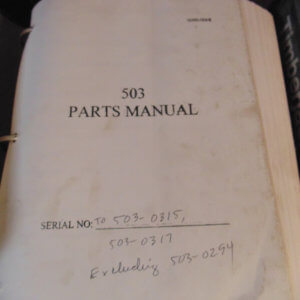 503
PARTS MANUAL
SERIAL NO: TO 503-0315,
503-0317
Excluding 503-0294